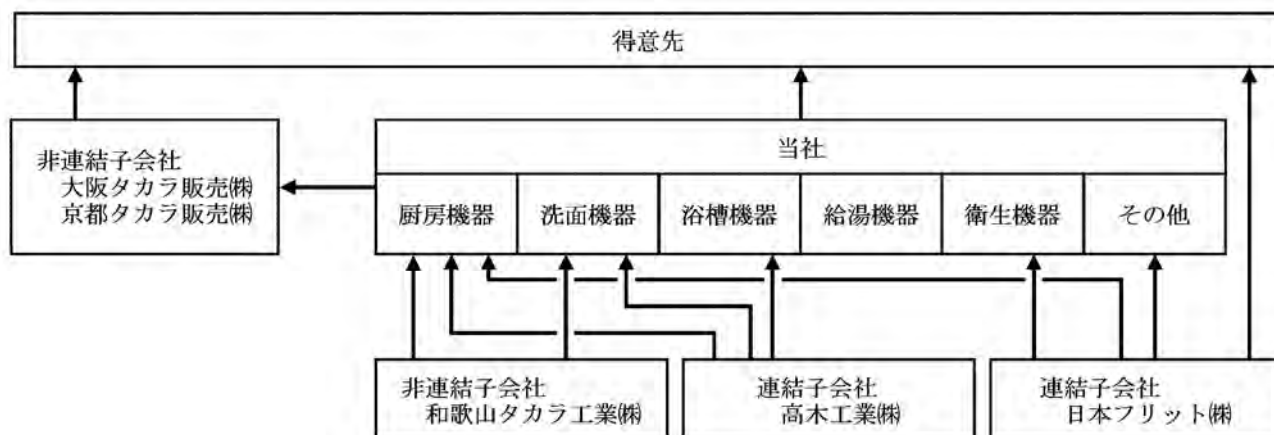 得意先
非連結子会社
大阪タカラ販売㈱
京都タカラ販売㈱
当社
厨房機器
洗面機器
浴槽機器
給湯機器
衛生機器
その他
非連結子会社
和歌山タカラ工業㈱
連結子会社
高木工業㈱
連結子会社
日本フリット㈱